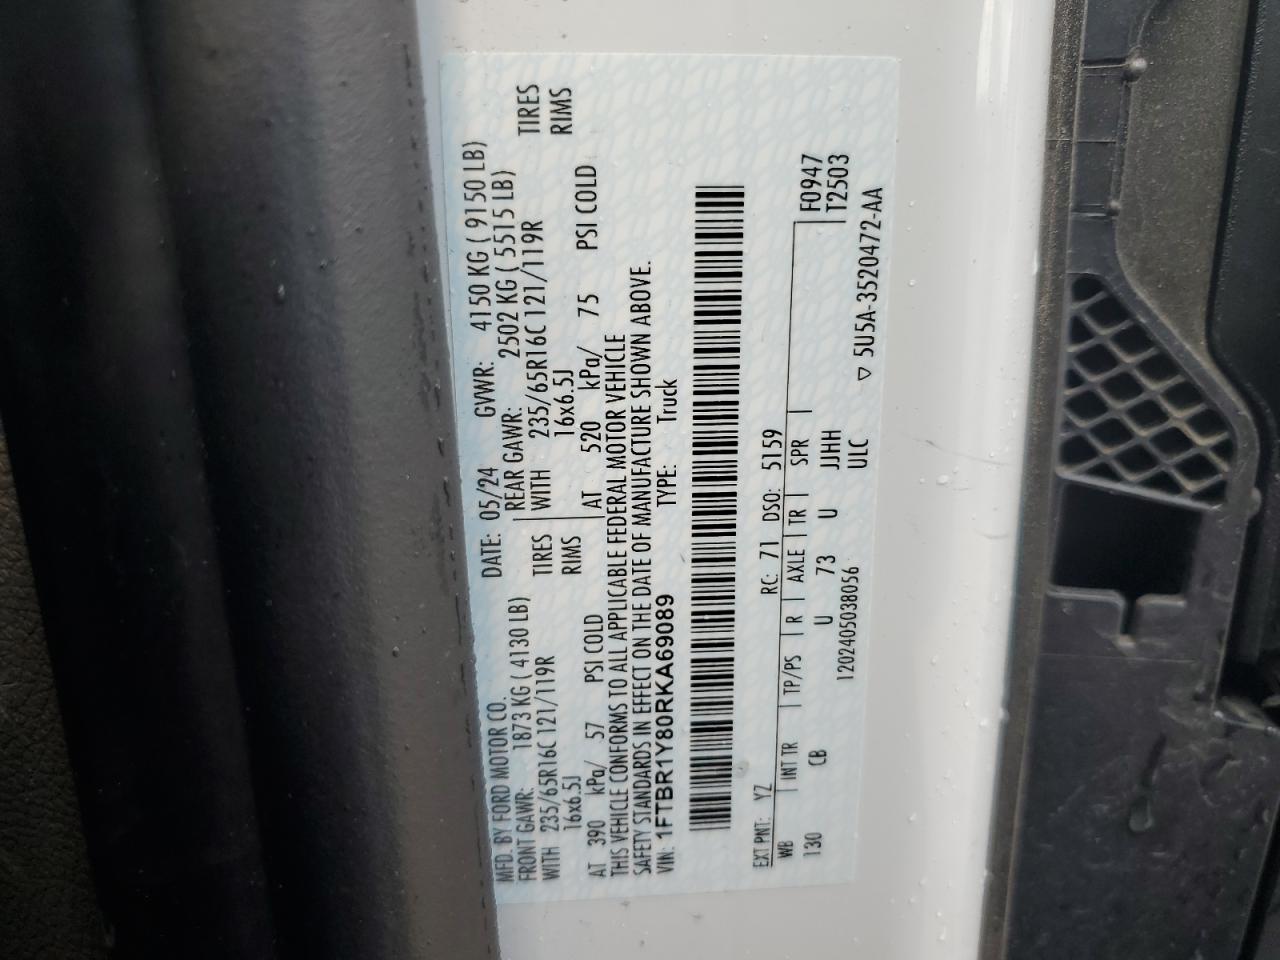 MFD. BY FORD MOTOR CO. DATE: 05/24 GVWR: 4150 KG ( 9150 LB)
FRONT GAWR: 1873 KG ( 4130 LB) REAR GAWR: 2502 KG ( 5515 LB)
WITH 235/65R16C 121/119R TIRES WITH 235/65R16C 121/119R TIRES
16x6.5J RIMS 16x6.5J RIMS
AT 390 kPa/ 57 PSI COLD AT 520 kPa/ 75 PSI COLD
THIS VEHICLE CONFORMS TO ALL APPLICABLE FEDERAL MOTOR VEHICLE
SAFETY STANDARDS IN EFFECT ON THE DATE OF MANUFACTURE SHOWN ABOVE.
VIN: 1FTBR1Y80RKA69089 TYPE: Truck
EXT PNT: YZ RC: 71 DSO: 5159
WB INT TR TP/PS R AXLE TR SPR F0947
130 CB U 73 U JJHH T2503
1202405038056 ULC
▽ 5U5A-3520472-AA